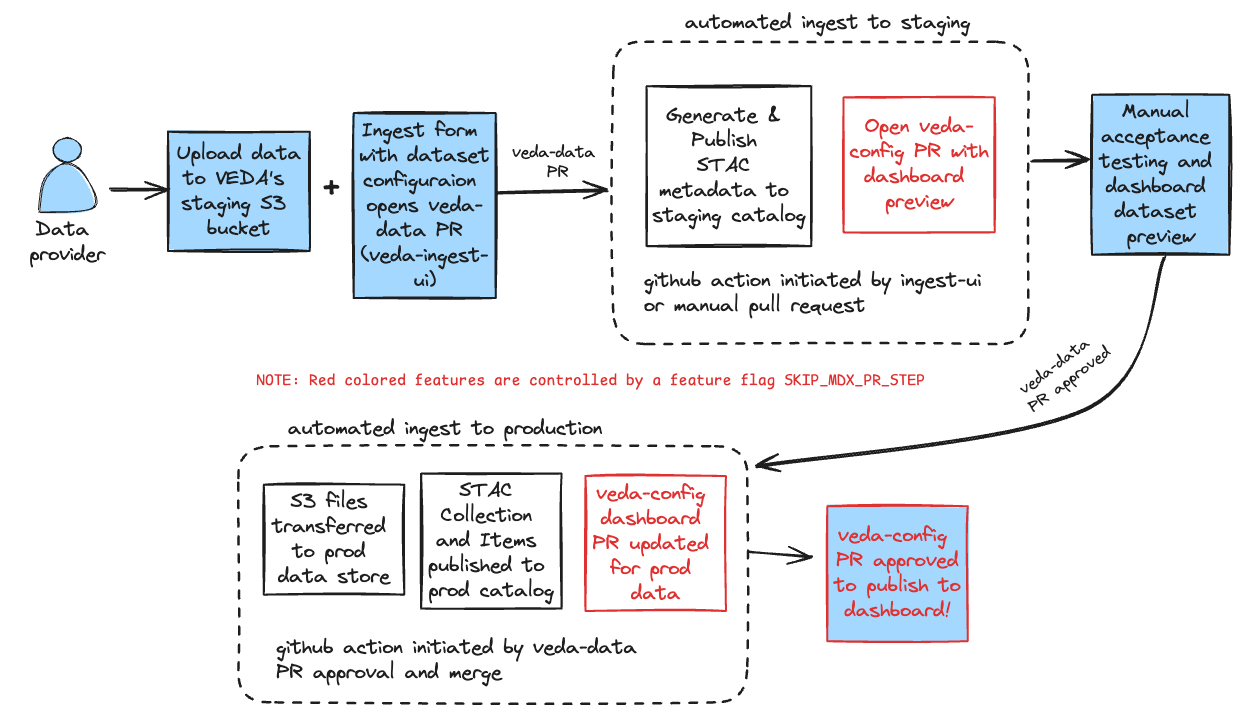 automated ingest to staging
Data
provider
Upload data
to VEDA's
staging S3
bucket
+
Ingest form
with dataset
configuraion
opens veda-
data PR
(veda-ingest-
ui)
veda-data
PR
Generate &
Publish
STAC
metadata to
staging catalog
Open veda-
config PR with
dashboard
preview
github action initiated by ingest-ui
or manual pull request
Manual
acceptance
testing and
dashboard
dataset
preview
veda-data
PR approved
NOTE: Red colored features are controlled by a feature flag SKIP_MDX_PR_STEP
automated ingest to production
S3 files
transferred
to prod
data store
STAC
Collection
and Items
published to
prod catalog
veda-config
dashboard
PR updated
for prod
data
github action initiated by veda-data
PR approval and merge
veda-config
PR approved
to publish to
dashboard!